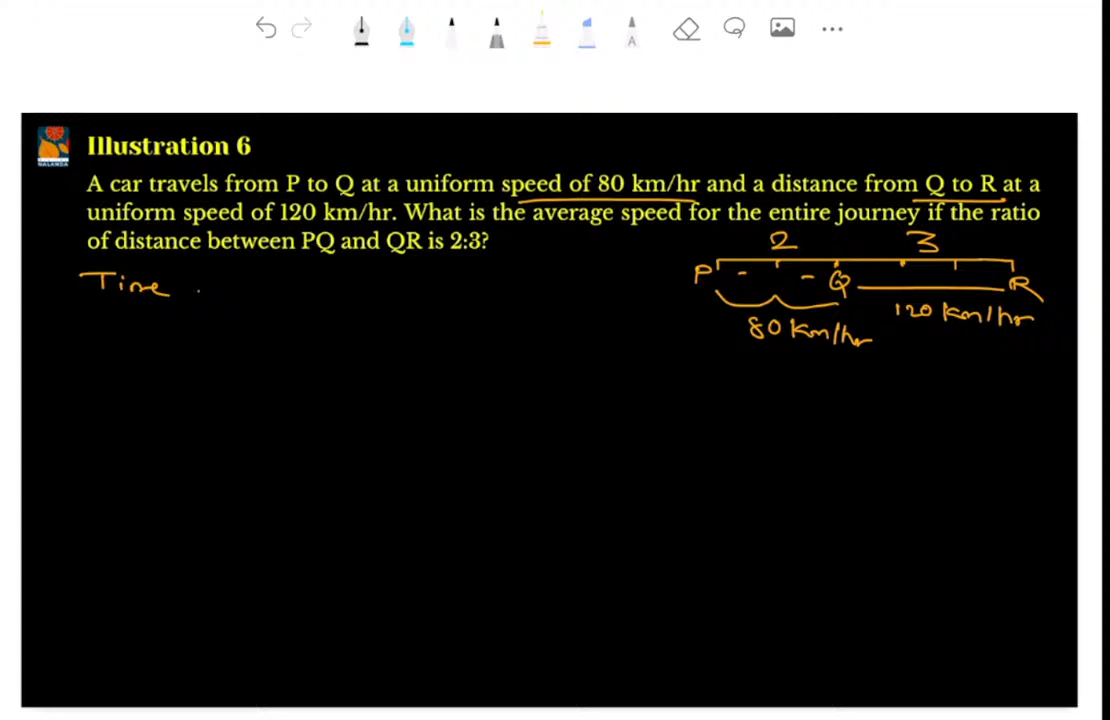 A
Illustration 6
A car travels from P to Q at a uniform speed of 80 km/hr and a distance from Q to R at a
uniform speed of 120 km/hr. What is the average speed for the entire journey if the ratio
of distance between PQ and QR is 2:3?
2 3
Time
P Q R
80 km/hr
120 km/hr
NALANDA